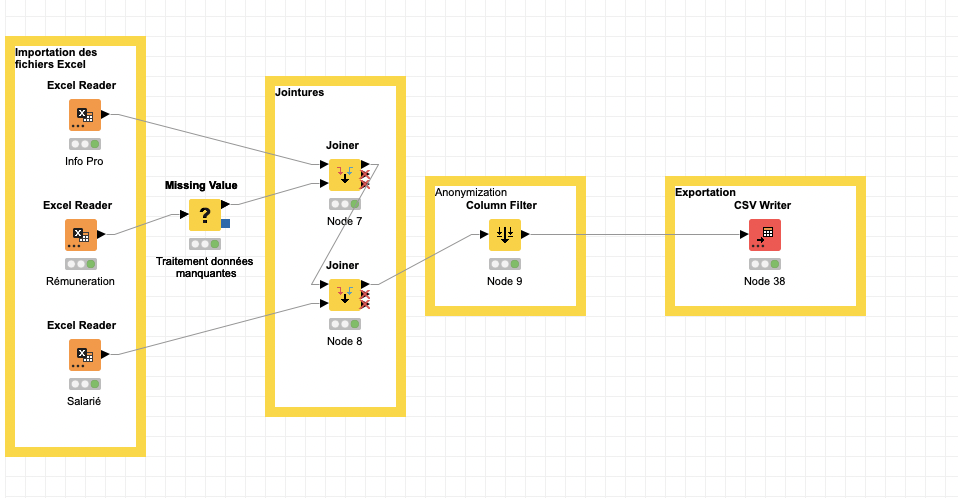 Importation des
fichiers Excel
Excel Reader
Info Pro
Excel Reader
Rémunération
Excel Reader
Salarié
Missing Value
?
Traitement données
manquantes
Jointures
Joiner
Node 7
Joiner
Node 8
Anonymization
Column Filter
Node 9
Exportation
CSV Writer
Node 38